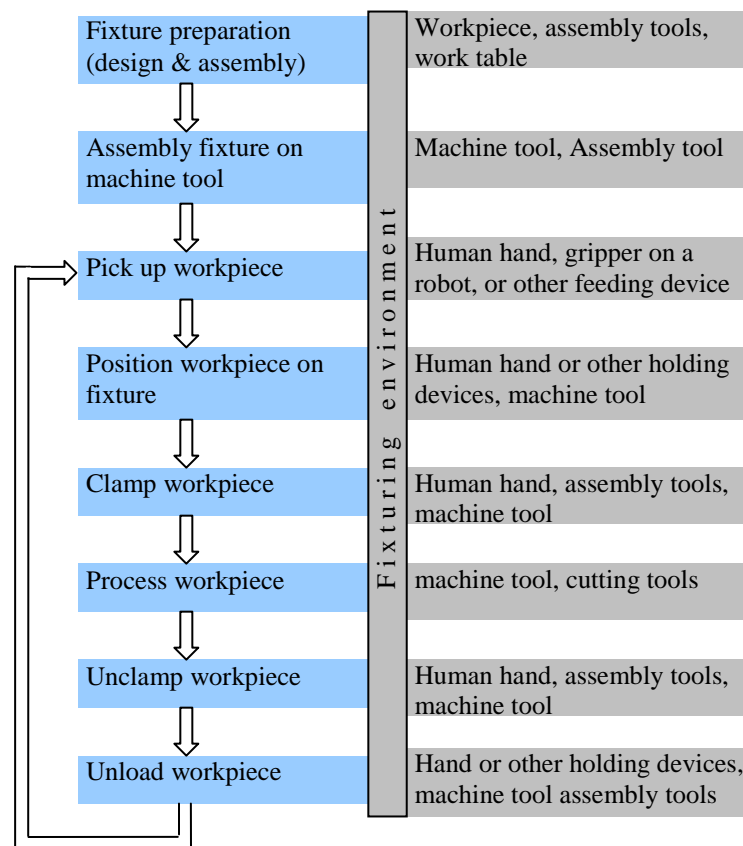 Fixture preparation
(design & assembly)
Workpiece, assembly tools,
work table
Assembly fixture on
machine tool
Machine tool, Assembly tool
Pick up workpiece
Human hand, gripper on a
robot, or other feeding device
Position workpiece on
fixture
Human hand or other holding
devices, machine tool
Clamp workpiece
Human hand, assembly tools,
machine tool
Process workpiece
machine tool, cutting tools
Unclamp workpiece
Human hand, assembly tools,
machine tool
Unload workpiece
Hand or other holding devices,
machine tool assembly tools
Fixturing environment